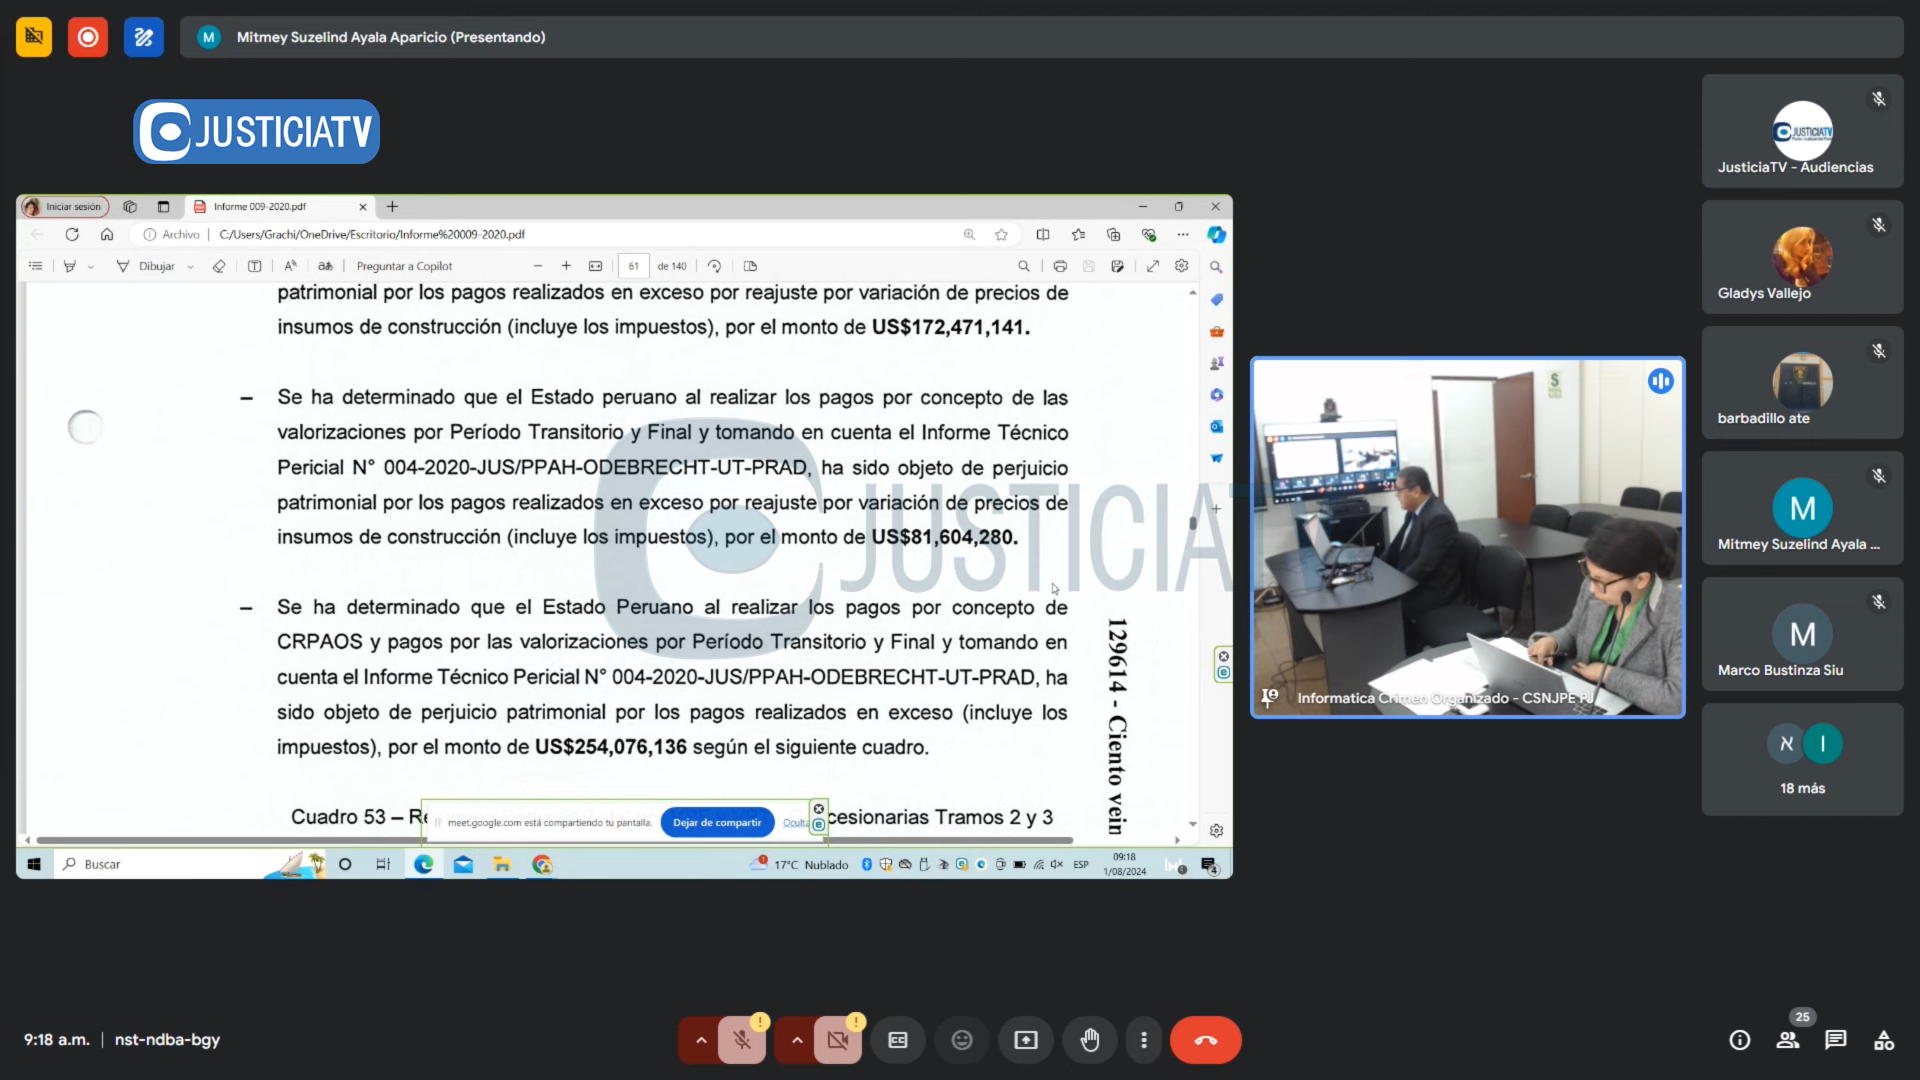 M Mitmey Suzelind Ayala Aparicio (Presentando)
JUSTICIATV
Iniciar sesión
Informe 009-2020.pdf
Archivo | C:/Users/Grachi/OneDrive/Escritorio/Informe%20009-2020.pdf
Dibujar
Preguntar a Copilot
61 de 140
patrimonial por los pagos realizados en exceso por reajuste por variación de precios de
insumos de construcción (incluye los impuestos), por el monto de US$172,471,141.
– Se ha determinado que el Estado peruano al realizar los pagos por concepto de las
valorizaciones por Período Transitorio y Final y tomando en cuenta el Informe Técnico
Pericial N° 004-2020-JUS/PPAH-ODEBRECHT-UT-PRAD, ha sido objeto de perjuicio
patrimonial por los pagos realizados en exceso por reajuste por variación de precios de
insumos de construcción (incluye los impuestos), por el monto de US$81,604,280.
– Se ha determinado que el Estado Peruano al realizar los pagos por concepto de
CRPAOS y pagos por las valorizaciones por Período Transitorio y Final y tomando en
cuenta el Informe Técnico Pericial N° 004-2020-JUS/PPAH-ODEBRECHT-UT-PRAD, ha
sido objeto de perjuicio patrimonial por los pagos realizados en exceso (incluye los
impuestos), por el monto de US$254,076,136 según el siguiente cuadro.
Cuadro 53 – Re
cesionarias Tramos 2 y 3
129614 - Ciento vein
JUSTICIA
meet.google.com está compartiendo tu pantalla.
Dejar de compartir
Oculta
Buscar
17°C Nublado
ESP
09:18
1/08/2024
Informatica Crimen Organizado - CSNJPE PJ
S
JUSTICIATV
JusticiaTV - Audiencias
Gladys Vallejo
barbadillo ate
M
Mitmey Suzelind Ayala ...
M
Marco Bustinza Siu
א I
18 más
9:18 a.m. | nst-ndba-bgy
25